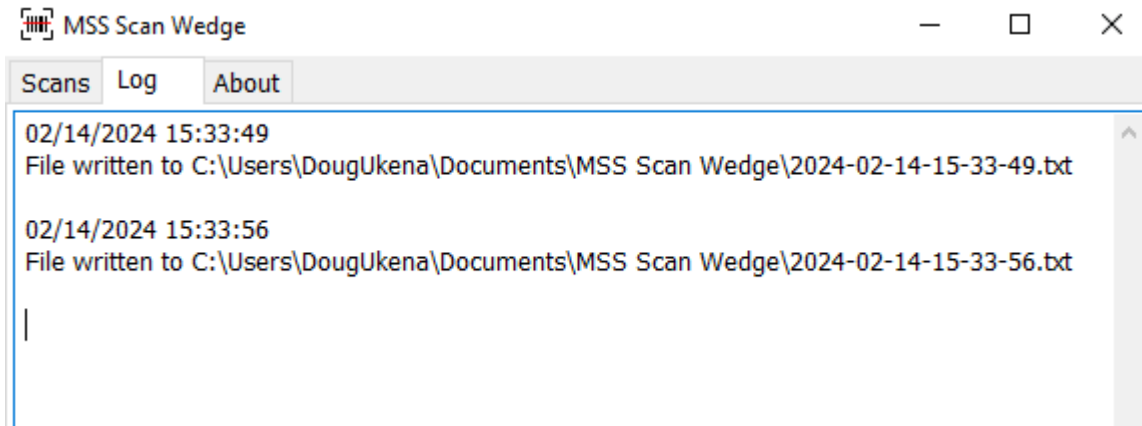 MSS Scan Wedge
Scans Log About
02/14/2024 15:33:49
File written to C:\Users\DougUkena\Documents\MSS Scan Wedge\2024-02-14-15-33-49.txt
02/14/2024 15:33:56
File written to C:\Users\DougUkena\Documents\MSS Scan Wedge\2024-02-14-15-33-56.txt